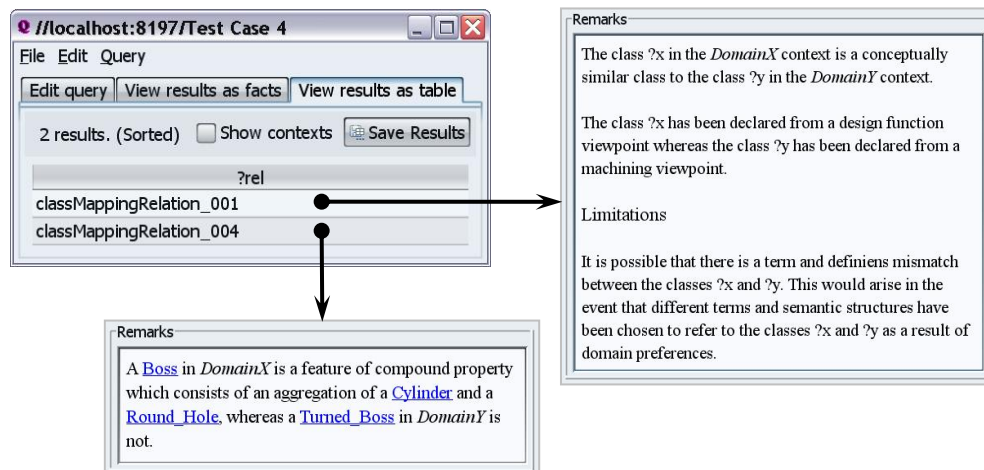 //localhost:8197/Test Case 4
File Edit Query
Edit query View results as facts View results as table
2 results. (Sorted) Show contexts Save Results
?rel
classMappingRelation_001
classMappingRelation_004
Remarks
The class ?x in the DomainX context is a conceptually
similar class to the class ?y in the DomainY context.
The class ?x has been declared from a design function
viewpoint whereas the class ?y has been declared from a
machining viewpoint.
Limitations
It is possible that there is a term and definiens mismatch
between the classes ?x and ?y. This would arise in the
event that different terms and semantic structures have
been chosen to refer to the classes ?x and ?y as a result of
domain preferences.
Remarks
A Boss in DomainX is a feature of compound property
which consists of an aggregation of a Cylinder and a
Round_Hole, whereas a Turned_Boss in DomainY is
not.